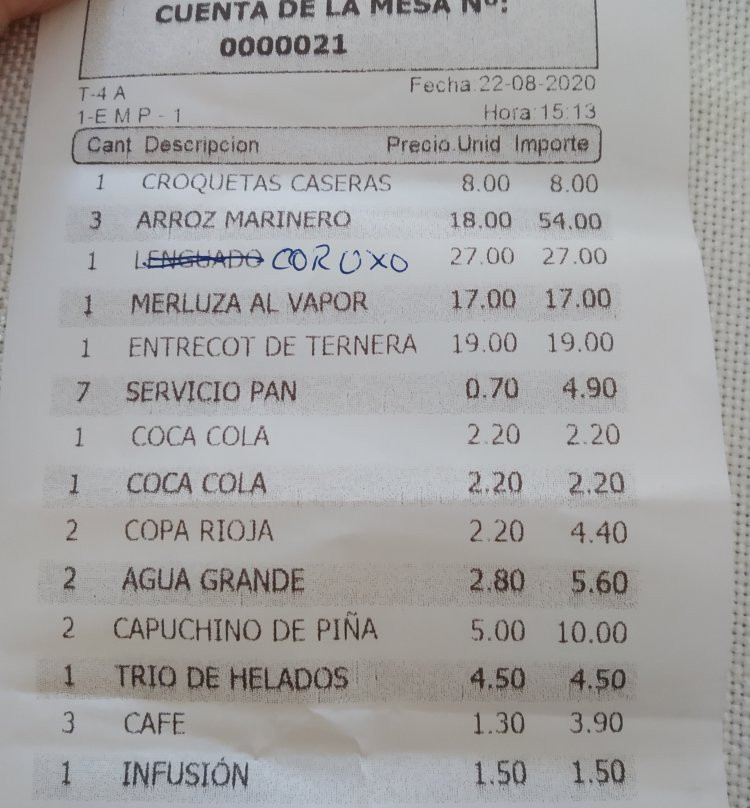 CUENTA DE LA MESA Nº:
0000021
T-4 A Fecha:22-08-2020
1-E M P - 1 Hora:15:13
Cant Descripcion Precio Unid Importe
1 CROQUETAS CASERAS 8.00 8.00
3 ARROZ MARINERO 18.00 54.00
1 LENGUADO CORUXO 27.00 27.00
1 MERLUZA AL VAPOR 17.00 17.00
1 ENTRECOT DE TERNERA 19.00 19.00
7 SERVICIO PAN 0.70 4.90
1 COCA COLA 2.20 2.20
1 COCA COLA 2.20 2.20
2 COPA RIOJA 2.20 4.40
2 AGUA GRANDE 2.80 5.60
2 CAPUCHINO DE PIÑA 5.00 10.00
1 TRIO DE HELADOS 4.50 4.50
3 CAFE 1.30 3.90
1 INFUSIÓN 1.50 1.50